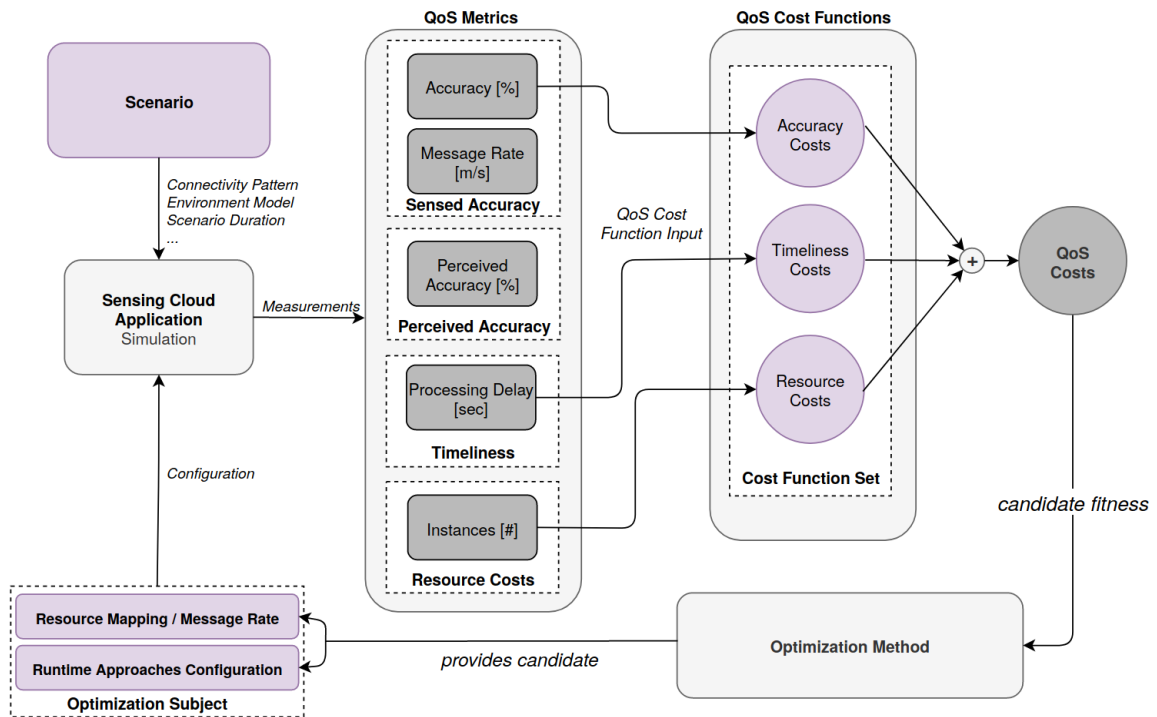 QoS Metrics
QoS Cost Functions
Scenario
Accuracy [%]
Message Rate
[m/s]
Sensed Accuracy
Accuracy
Costs
Connectivity Pattern
Environment Model
Scenario Duration
...
QoS Cost
Function Input
Perceived
Accuracy [%]
Perceived Accuracy
Timeliness
Costs
+
QoS
Costs
Sensing Cloud
Application
Simulation
Measurements
Processing Delay
[sec]
Timeliness
Resource
Costs
Cost Function Set
Configuration
Instances [#]
Resource Costs
candidate fitness
Resource Mapping / Message Rate
Runtime Approaches Configuration
Optimization Subject
provides candidate
Optimization Method